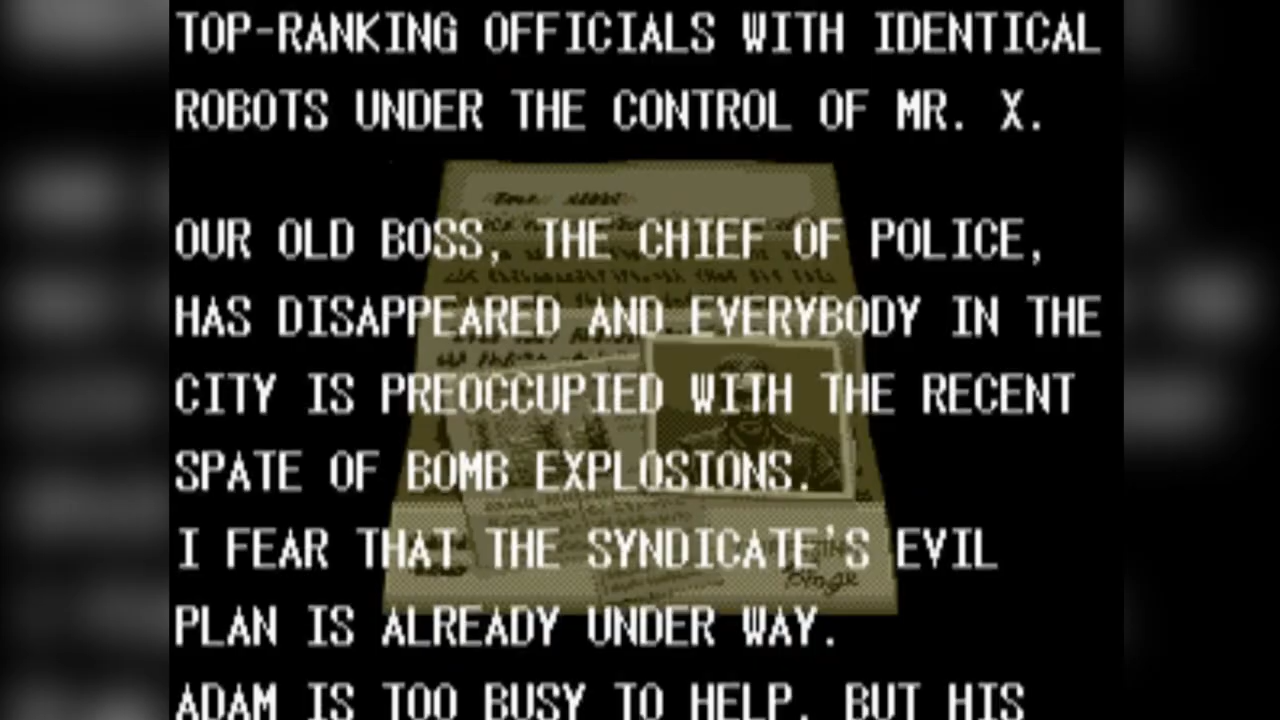 TOP-RANKING OFFICIALS WITH IDENTICAL
ROBOTS UNDER THE CONTROL OF MR. X.
OUR OLD BOSS, THE CHIEF OF POLICE,
HAS DISAPPEARED AND EVERYBODY IN THE
CITY IS PREOCCUPIED WITH THE RECENT
SPATE OF BOMB EXPLOSIONS.
I FEAR THAT THE SYNDICATE'S EVIL
PLAN IS ALREADY UNDER WAY.
ADAM IS TOO BUSY TO HELP, BUT HIS